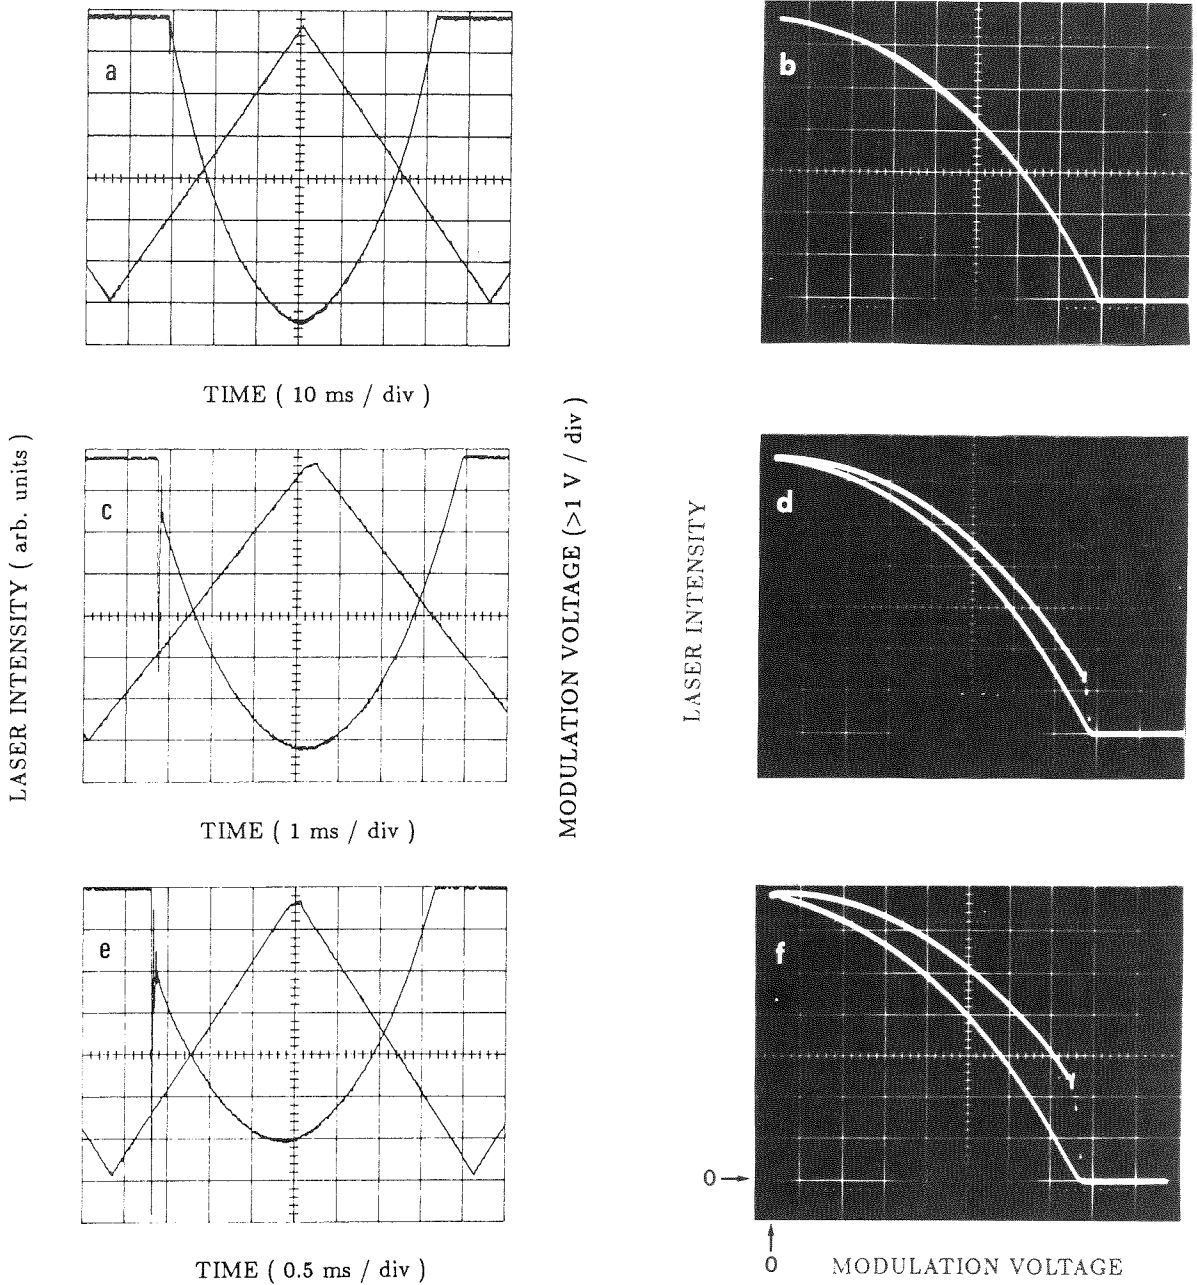 a
b
TIME ( 10 ms / div )
LASER INTENSITY ( arb. units )
c
MODULATION VOLTAGE (>1 V / div )
LASER INTENSITY
d
TIME ( 1 ms / div )
e
f
0
TIME ( 0.5 ms / div )
0
MODULATION VOLTAGE